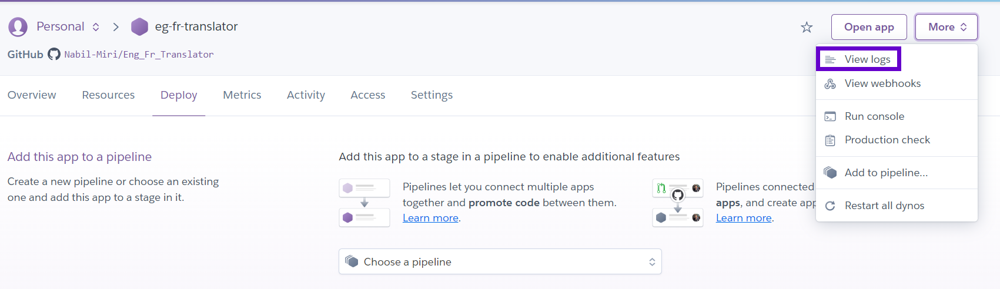 Personal
eg-fr-translator
Open app
More
GitHub Nabil-Miri/Eng_Fr_Translator
View logs
View webhooks
Run console
Production check
Add to pipeline...
Restart all dynos
Overview
Resources
Deploy
Metrics
Activity
Access
Settings
Add this app to a pipeline
Create a new pipeline or choose an existing
one and add this app to a stage in it.
Add this app to a stage in a pipeline to enable additional features
Pipelines let you connect multiple apps
together and promote code between them.
Learn more.
Pipelines connected
apps, and create app
Learn more.
Choose a pipeline